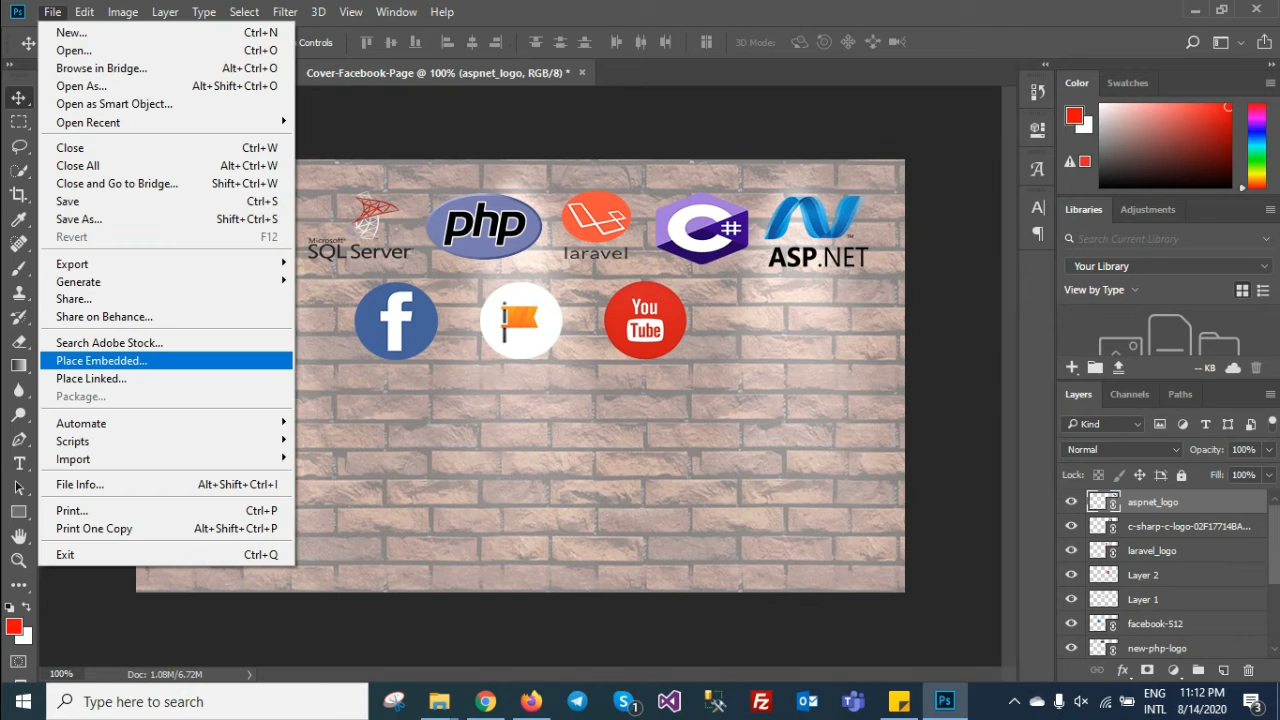 Ps File Edit Image Layer Type Select Filter 3D View Window Help
Controls 3D Mode:
Cover-Facebook-Page @ 100% (aspnet_logo, RGB/8) *
New... Ctrl+N
Open... Ctrl+O
Browse in Bridge... Alt+Ctrl+O
Open As... Alt+Shift+Ctrl+O
Open as Smart Object...
Open Recent
Close Ctrl+W
Close All Alt+Ctrl+W
Close and Go to Bridge... Shift+Ctrl+W
Save Ctrl+S
Save As... Shift+Ctrl+S
Revert F12
Export
Generate
Share...
Share on Behance...
Search Adobe Stock...
Place Embedded...
Place Linked...
Package...
Automate
Scripts
Import
File Info... Alt+Shift+Ctrl+I
Print... Ctrl+P
Print One Copy Alt+Shift+Ctrl+P
Exit Ctrl+Q
Microsoft®
SQL Server
php
laravel
C#
ASP.NET
f
You
Tube
Color Swatches
Libraries Adjustments
Search Current Library
Your Library
View by Type
-- KB
Layers Channels Paths
Kind
Normal Opacity: 100%
Lock: Fill: 100%
aspnet_logo
c-sharp-c-logo-02F17714BA...
laravel_logo
Layer 2
Layer 1
facebook-512
new-php-logo
100% Doc: 1.08M/6.72M
Type here to search
ENG
INTL
11:12 PM
8/14/2020